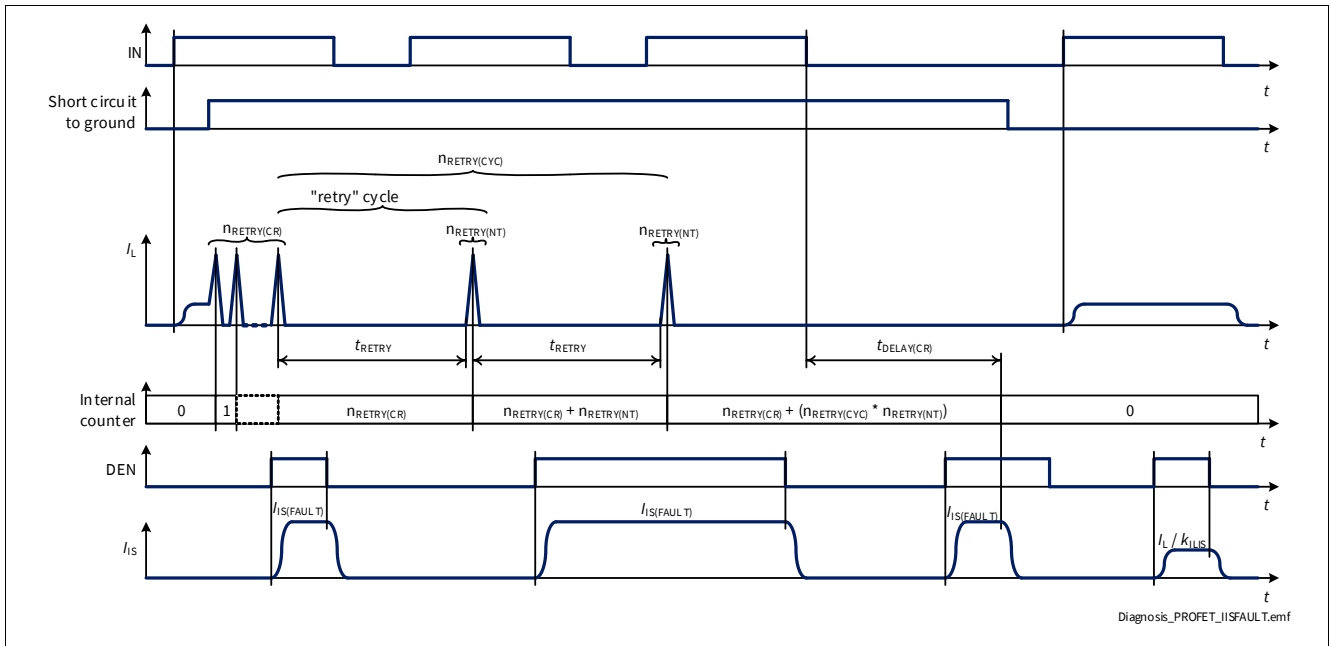 IN
t
Short circuit
to ground
t
nRETRY(CYC)
"retry" cycle
nRETRY(CR)
nRETRY(NT)
nRETRY(NT)
IL
t
tRETRY
tRETRY
tDELAY(CR)
Internal
counter
0
1
nRETRY(CR)
nRETRY(CR) + nRETRY(NT)
nRETRY(CR) + (nRETRY(CYC) * nRETRY(NT))
0
t
DEN
t
IIS(FAULT)
IIS(FAULT)
IIS(FAULT)
IL / kILIS
IIS
t
Diagnosis_PROFET_IISFAULT.emf